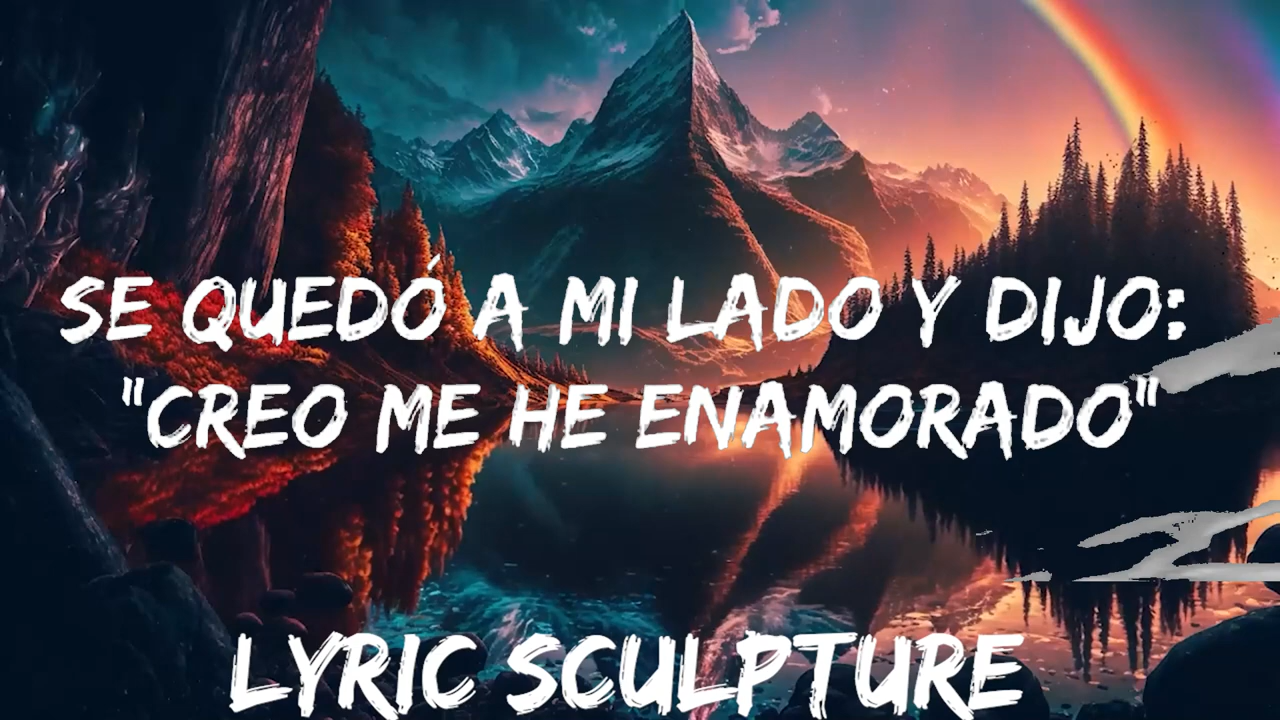 SE QUEDÓ A MI LADO Y DIJO:
"CREO ME HE ENAMORADO"
LYRIC SCULPTURE